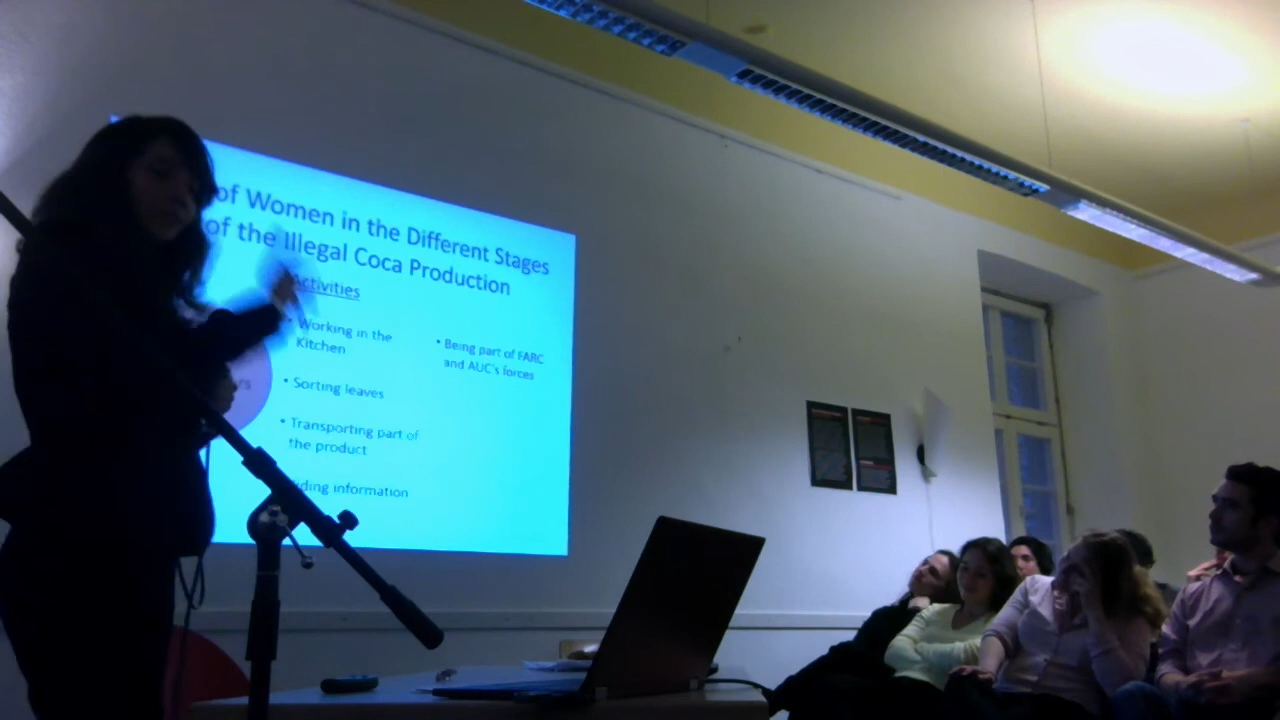 of Women in the Different Stages
of the Illegal Coca Production
Activities
• Working in the
Kitchen
• Sorting leaves
• Transporting part of
the product
iding information
• Being part of FARC
and AUC's forces